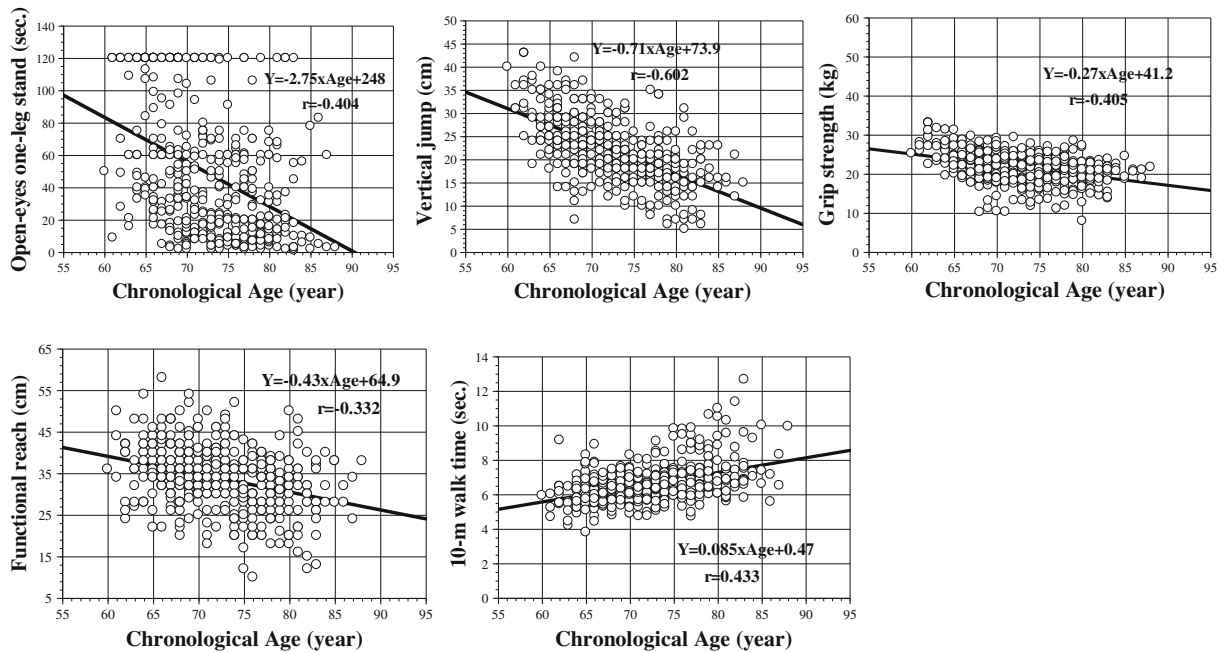 Open-eyes one-leg stand (sec.)
140
120
100
80
60
40
20
0
55 60 65 70 75 80 85 90 95
Chronological Age (year)
Y=-2.75xAge+248
r=-0.404
Vertical jump (cm)
50
45
40
35
30
25
20
15
10
5
0
55 60 65 70 75 80 85 90 95
Chronological Age (year)
Y=-0.71xAge+73.9
r=-0.602
Grip strength (kg)
60
50
40
30
20
10
0
55 60 65 70 75 80 85 90 95
Chronological Age (year)
Y=-0.27xAge+41.2
r=-0.405
Functional reach (cm)
65
55
45
35
25
15
5
55 60 65 70 75 80 85 90 95
Chronological Age (year)
Y=-0.43xAge+64.9
r=-0.332
10-m walk time (sec.)
14
12
10
8
6
4
2
0
55 60 65 70 75 80 85 90 95
Chronological Age (year)
Y=0.085xAge+0.47
r=0.433